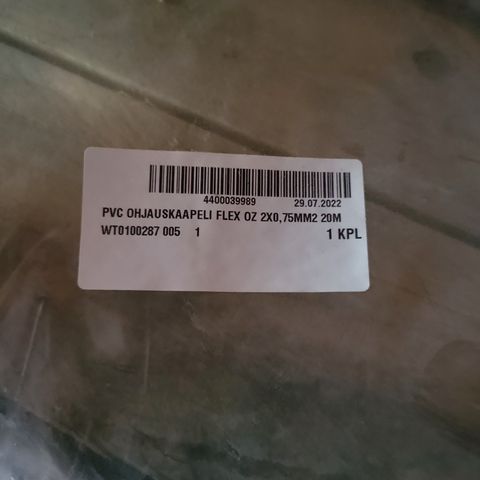 4400039989 29.07.2022
PVC OHJAUSKAAPELI FLEX OZ 2X0,75MM2 20M
WT0100287 005 1 1 KPL